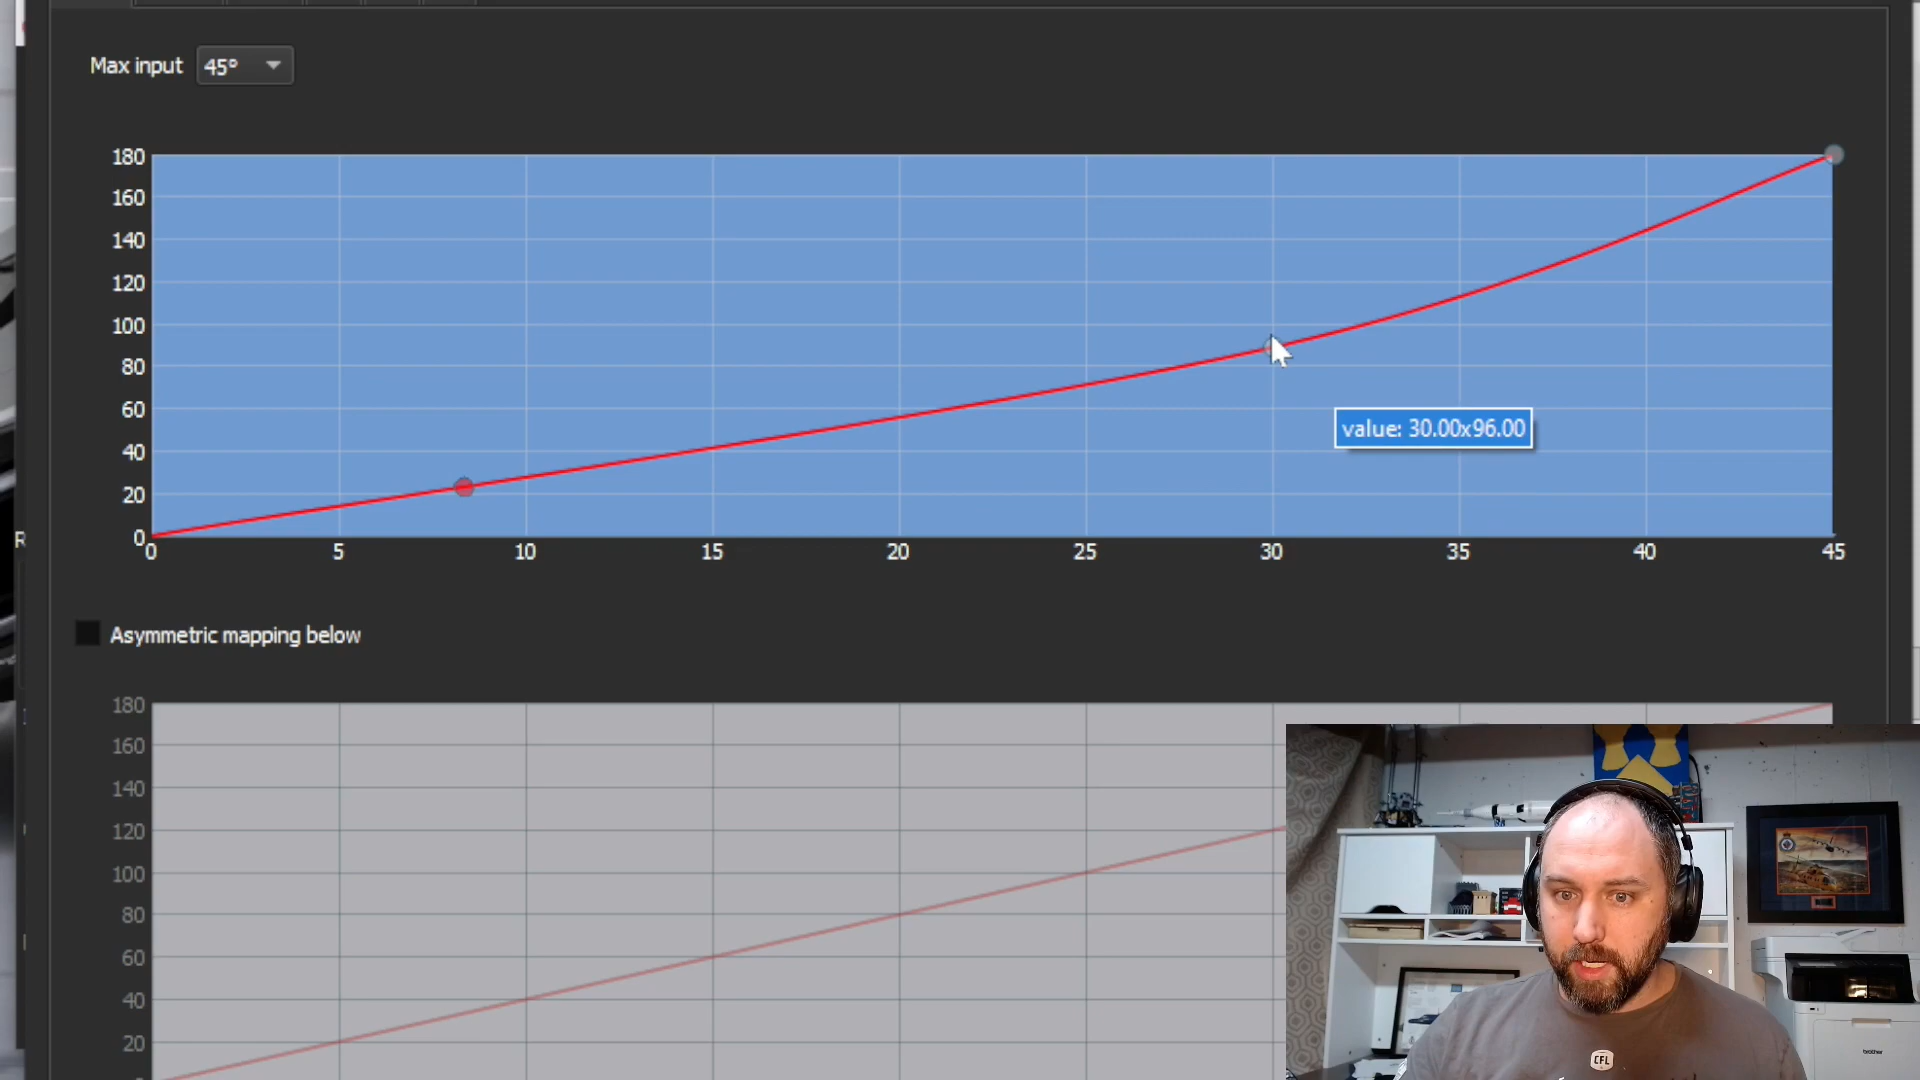 Max input 45°
180
160
140
120
100
80
60
40
20
0
value: 30.00x96.00
0 5 10 15 20 25 30 35 40 45
R
Asymmetric mapping below
180
160
140
120
100
80
60
40
20
brother
CFL